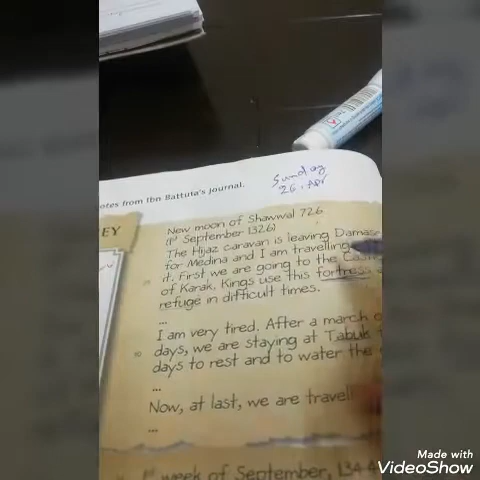 otes from Ibn Battuta's journal.
Sunday
26. Apr
EY
New moon of Shawwal 726
(1st September 1326)
The Hijaz caravan is leaving Damas
for Medina and I am travelling
it. First we are going to the
of Karak. Kings use this fortress
refuge in difficult times.
...
I am very tired. After a march o
10 days, we are staying at Tabuk
days to rest and to water the
...
Now, at last, we are travel
...
1st week of September, 134
Made with
VideoShow